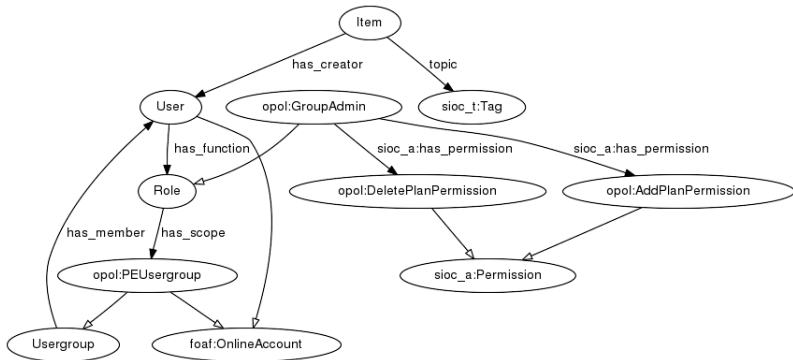 Item
has_creator
topic
User
opol:GroupAdmin
sioc_t:Tag
has_function
sioc_a:has_permission
sioc_a:has_permission
Role
opol:DeletePlanPermission
opol:AddPlanPermission
has_member
has_scope
opol:PEUsergroup
sioc_a:Permission
Usergroup
foaf:OnlineAccount